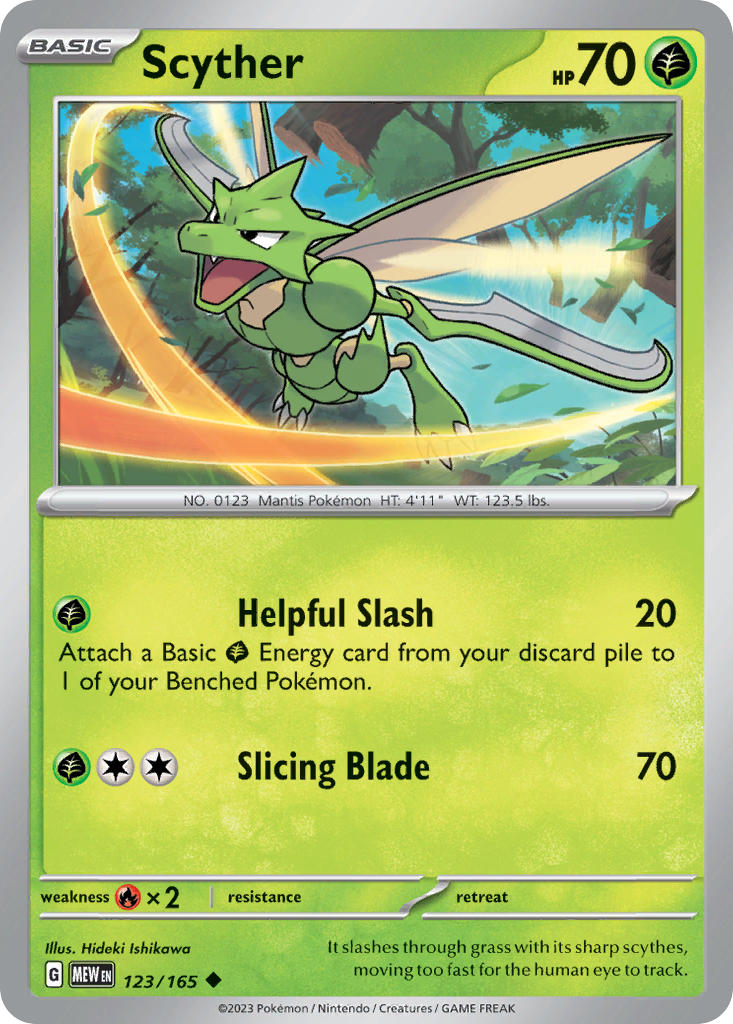 BASIC
Scyther
HP 70
NO. 0123 Mantis Pokémon HT: 4'11" WT: 123.5 lbs.
Helpful Slash 20
Attach a Basic Energy card from your discard pile to
1 of your Benched Pokémon.
Slicing Blade 70
weakness ×2 resistance retreat
Illus. Hideki Ishikawa
G MEW EN 123/165
It slashes through grass with its sharp scythes,
moving too fast for the human eye to track.
©2023 Pokémon / Nintendo / Creatures / GAME FREAK